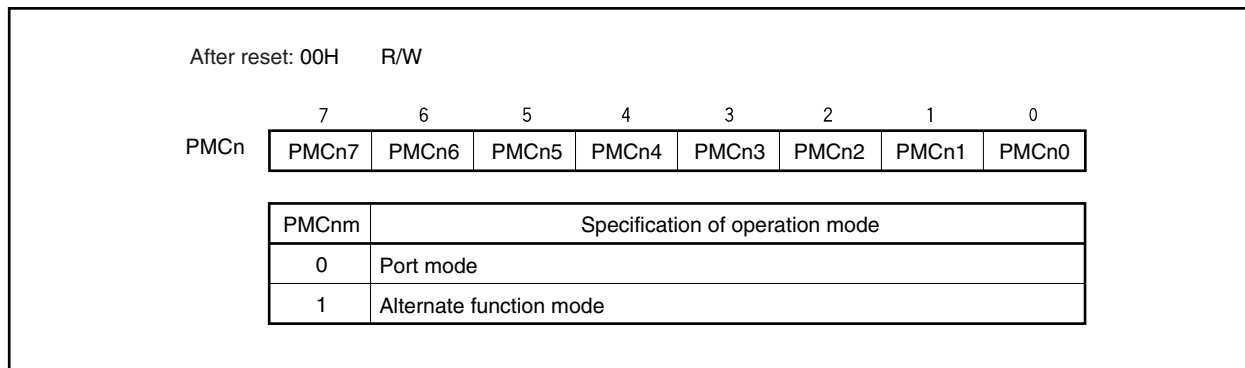 After reset: 00H R/W
7 6 5 4 3 2 1 0
PMCn PMCn7 PMCn6 PMCn5 PMCn4 PMCn3 PMCn2 PMCn1 PMCn0
PMCnm Specification of operation mode
0 Port mode
1 Alternate function mode